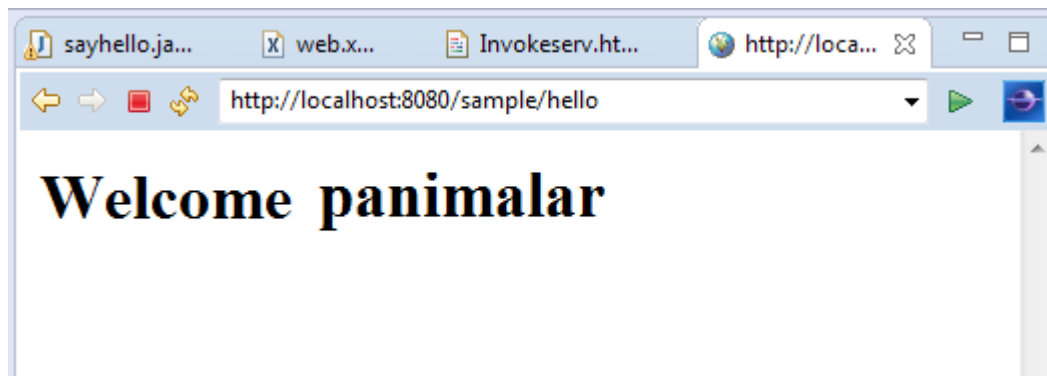 sayhello.ja... web.x... Invokeserv.ht... http://loca...
http://localhost:8080/sample/hello
Welcome panimalar